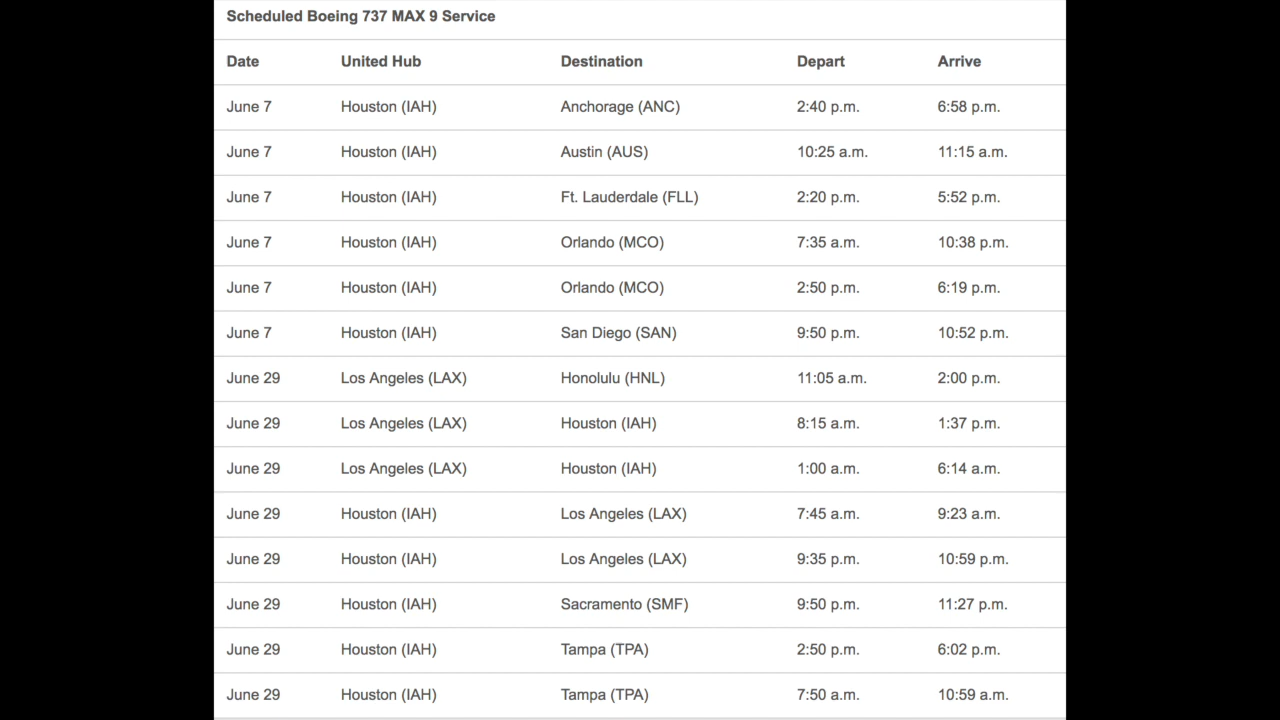 Scheduled Boeing 737 MAX 9 Service
Date United Hub Destination Depart Arrive
June 7 Houston (IAH) Anchorage (ANC) 2:40 p.m. 6:58 p.m.
June 7 Houston (IAH) Austin (AUS) 10:25 a.m. 11:15 a.m.
June 7 Houston (IAH) Ft. Lauderdale (FLL) 2:20 p.m. 5:52 p.m.
June 7 Houston (IAH) Orlando (MCO) 7:35 a.m. 10:38 p.m.
June 7 Houston (IAH) Orlando (MCO) 2:50 p.m. 6:19 p.m.
June 7 Houston (IAH) San Diego (SAN) 9:50 p.m. 10:52 p.m.
June 29 Los Angeles (LAX) Honolulu (HNL) 11:05 a.m. 2:00 p.m.
June 29 Los Angeles (LAX) Houston (IAH) 8:15 a.m. 1:37 p.m.
June 29 Los Angeles (LAX) Houston (IAH) 1:00 a.m. 6:14 a.m.
June 29 Houston (IAH) Los Angeles (LAX) 7:45 a.m. 9:23 a.m.
June 29 Houston (IAH) Los Angeles (LAX) 9:35 p.m. 10:59 p.m.
June 29 Houston (IAH) Sacramento (SMF) 9:50 p.m. 11:27 p.m.
June 29 Houston (IAH) Tampa (TPA) 2:50 p.m. 6:02 p.m.
June 29 Houston (IAH) Tampa (TPA) 7:50 a.m. 10:59 a.m.